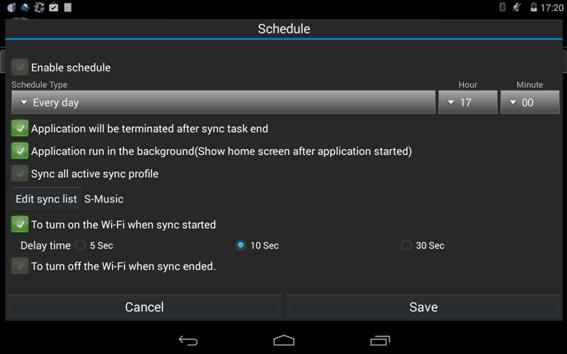 17:20
Schedule
Enable schedule
Schedule Type Hour Minute
Every day 17 00
Application will be terminated after sync task end
Application run in the background(Show home screen after application started)
Sync all active sync profile
Edit sync list S-Music
To turn on the Wi-Fi when sync started
Delay time 5 Sec 10 Sec 30 Sec
To turn off the Wi-Fi when sync ended.
Cancel Save